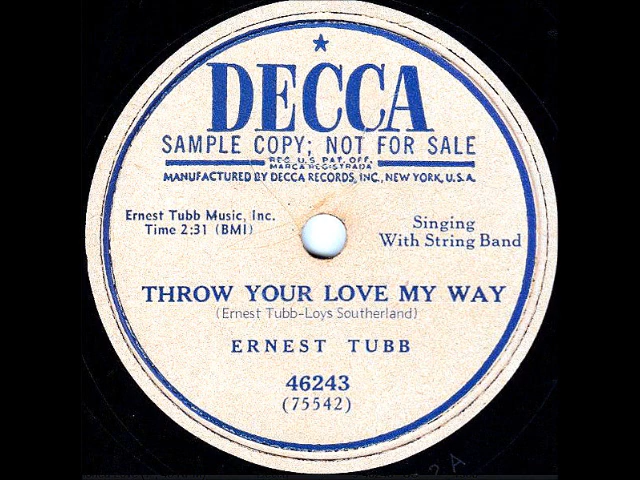 DECCA
SAMPLE COPY; NOT FOR SALE
REG. U.S. PAT. OFF.
MARCA REGISTRADA
MANUFACTURED BY DECCA RECORDS, INC., NEW YORK, U.S.A.
Ernest Tubb Music, Inc.
Time 2:31 (BMI)
Singing
With String Band
THROW YOUR LOVE MY WAY
(Ernest Tubb-Loys Southerland)
ERNEST TUBB
46243
(75542)
2A